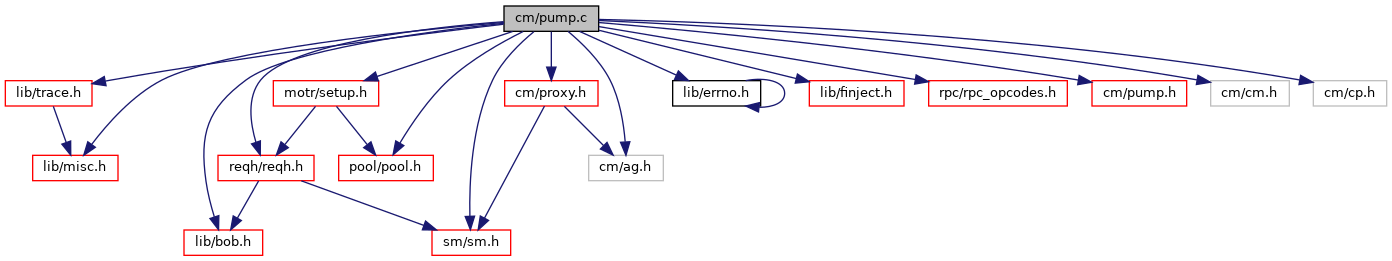 cm/pump.c
lib/trace.h
motr/setup.h
cm/proxy.h
lib/errno.h
lib/finject.h
rpc/rpc_opcodes.h
cm/pump.h
cm/cm.h
cm/cp.h
lib/misc.h
reqh/reqh.h
pool/pool.h
cm/ag.h
lib/bob.h
sm/sm.h